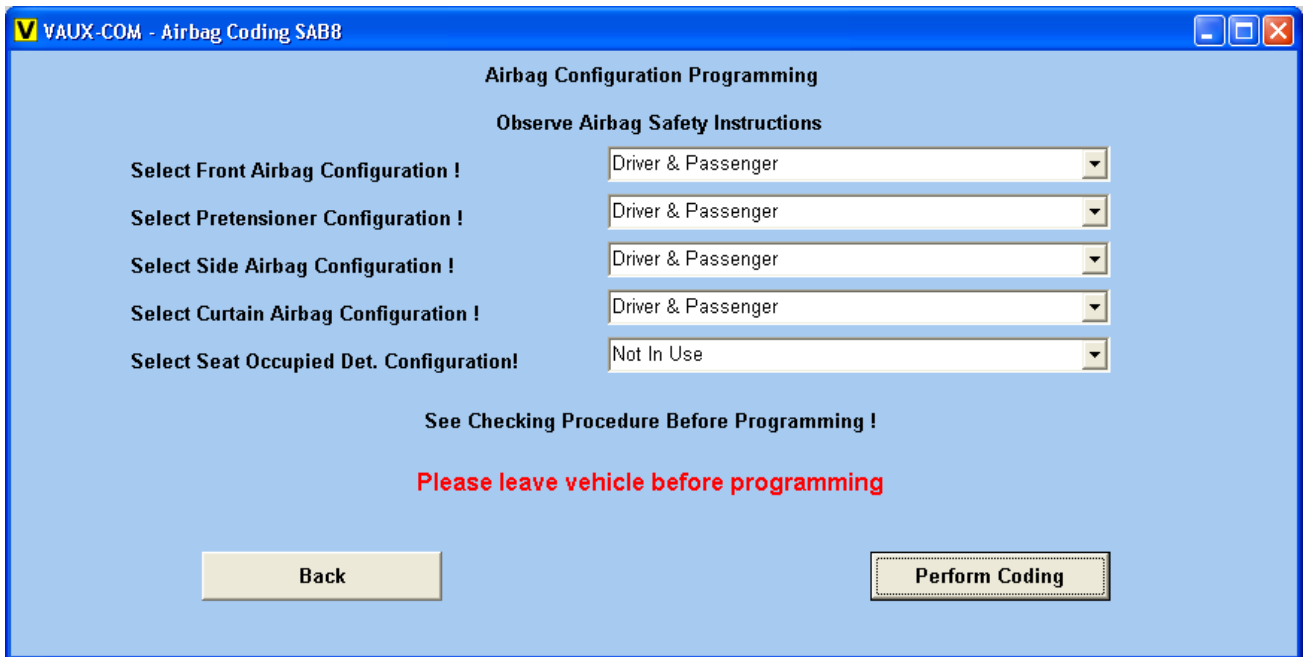 VAUX-COM - Airbag Coding SAB8
Airbag Configuration Programming
Observe Airbag Safety Instructions
Select Front Airbag Configuration ! Driver & Passenger
Select Pretensioner Configuration ! Driver & Passenger
Select Side Airbag Configuration ! Driver & Passenger
Select Curtain Airbag Configuration ! Driver & Passenger
Select Seat Occupied Det. Configuration! Not In Use
See Checking Procedure Before Programming !
Please leave vehicle before programming
Back Perform Coding